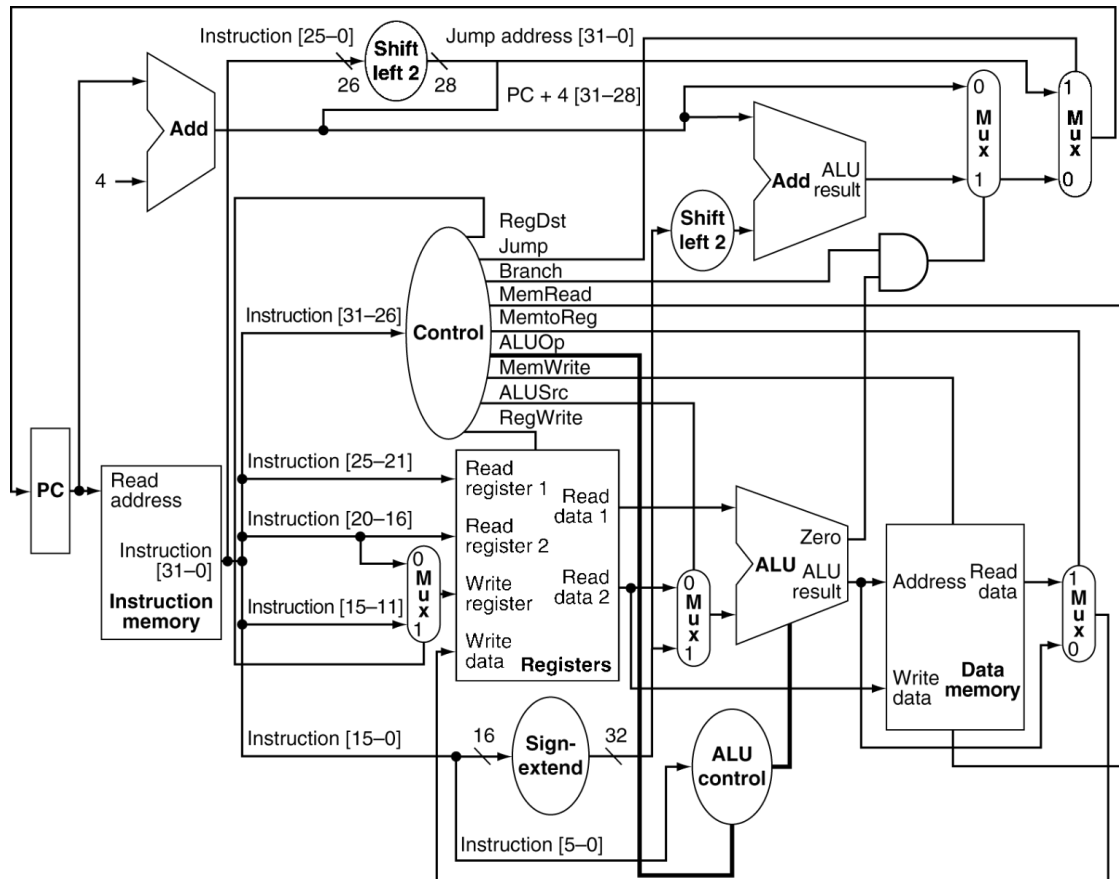 Instruction [25–0]
Jump address [31–0]
Shift
left 2
26
28
PC + 4 [31–28]
Add
4
0
M
u
x
1
1
M
u
x
0
Add
ALU
result
Shift
left 2
RegDst
Jump
Branch
MemRead
MemtoReg
ALUOp
MemWrite
ALUSrc
RegWrite
Instruction [31–26]
Control
PC
Read
address
Instruction
[31–0]
Instruction
memory
Instruction [25–21]
Instruction [20–16]
Instruction [15–11]
0
M
u
x
1
Read
register 1
Read
register 2
Write
register
Write
data
Read
data 1
Read
data 2
Registers
0
M
u
x
1
Zero
ALU
ALU
result
Address
Read
data
Write
data
Data
memory
1
M
u
x
0
Instruction [15–0]
16
Sign-
extend
32
ALU
control
Instruction [5–0]